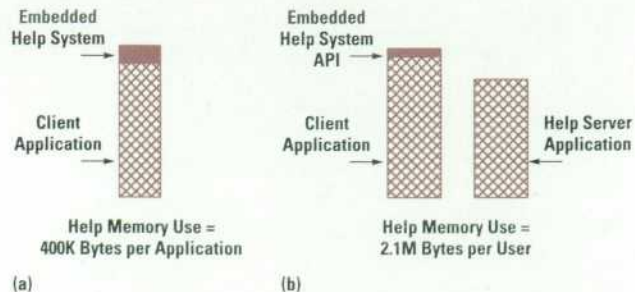 Embedded
Help System
Client
Application
Help Memory Use =
400K Bytes per Application
(a)
Embedded
Help System
API
Client
Application
Help Server
Application
Help Memory Use =
2.1M Bytes per User
(b)